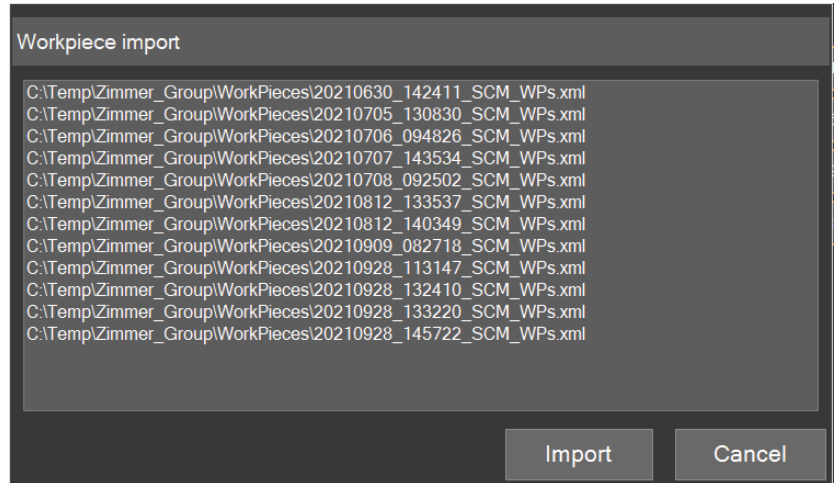 Workpiece import
C:\Temp\Zimmer_Group\WorkPieces\20210630_142411_SCM_WPs.xml
C:\Temp\Zimmer_Group\WorkPieces\20210705_130830_SCM_WPs.xml
C:\Temp\Zimmer_Group\WorkPieces\20210706_094826_SCM_WPs.xml
C:\Temp\Zimmer_Group\WorkPieces\20210707_143534_SCM_WPs.xml
C:\Temp\Zimmer_Group\WorkPieces\20210708_092502_SCM_WPs.xml
C:\Temp\Zimmer_Group\WorkPieces\20210812_133537_SCM_WPs.xml
C:\Temp\Zimmer_Group\WorkPieces\20210812_140349_SCM_WPs.xml
C:\Temp\Zimmer_Group\WorkPieces\20210909_082718_SCM_WPs.xml
C:\Temp\Zimmer_Group\WorkPieces\20210928_113147_SCM_WPs.xml
C:\Temp\Zimmer_Group\WorkPieces\20210928_132410_SCM_WPs.xml
C:\Temp\Zimmer_Group\WorkPieces\20210928_133220_SCM_WPs.xml
C:\Temp\Zimmer_Group\WorkPieces\20210928_145722_SCM_WPs.xml
Import Cancel